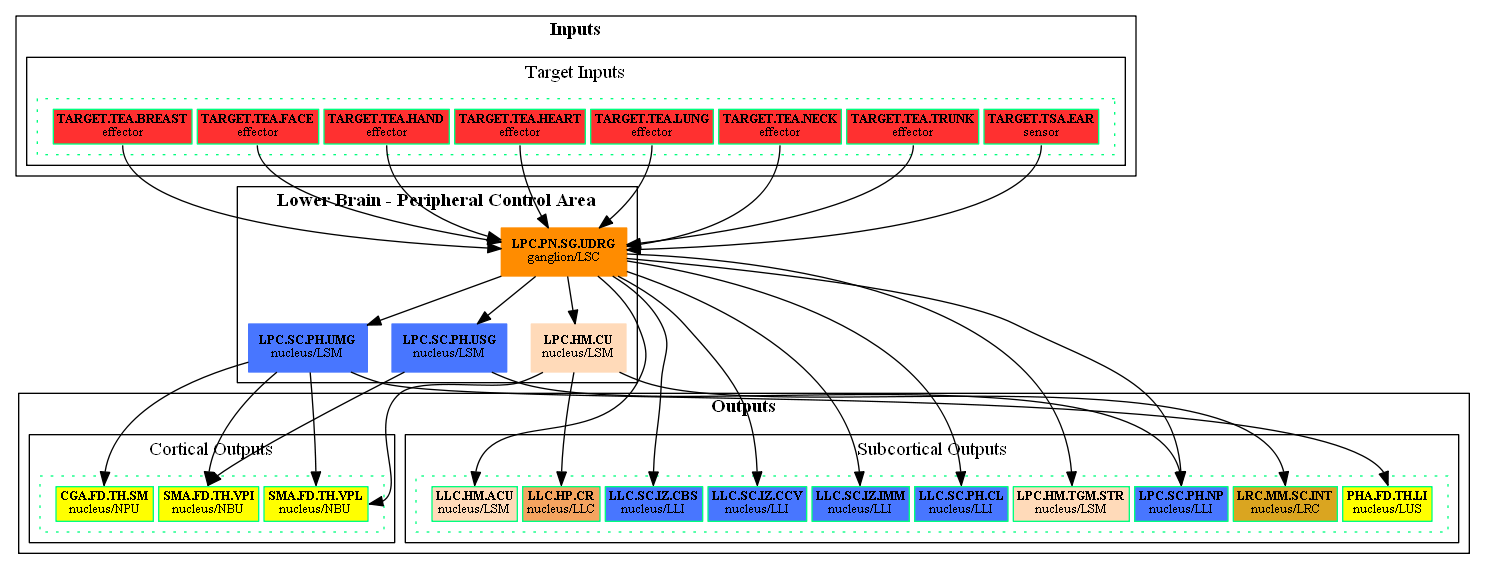 Inputs
Target Inputs
TARGET.TEA.BREAST
effector
TARGET.TEA.FACE
effector
TARGET.TEA.HAND
effector
TARGET.TEA.HEART
effector
TARGET.TEA.LUNG
effector
TARGET.TEA.NECK
effector
TARGET.TEA.TRUNK
effector
TARGET.TSA.EAR
sensor
Lower Brain - Peripheral Control Area
LPC.PN.SG.UDRG
ganglion/LSC
LPC.SC.PH.UMG
nucleus/LSM
LPC.SC.PH.USG
nucleus/LSM
LPC.HM.CU
nucleus/LSM
Outputs
Cortical Outputs
CGA.FD.TH.SM
nucleus/NPU
SMA.FD.TH.VPI
nucleus/NBU
SMA.FD.TH.VPL
nucleus/NBU
Subcortical Outputs
LLC.HM.ACU
nucleus/LSM
LLC.HP.CR
nucleus/LLC
LLC.SC.IZ.CBS
nucleus/LLI
LLC.SC.IZ.CCV
nucleus/LLI
LLC.SC.IZ.IMM
nucleus/LLI
LLC.SC.PH.CL
nucleus/LLI
LPC.HM.TGM.STR
nucleus/LSM
LPC.SC.PH.NP
nucleus/LLI
LRC.MM.SC.INT
nucleus/LRC
PHA.FD.TH.LI
nucleus/LUS